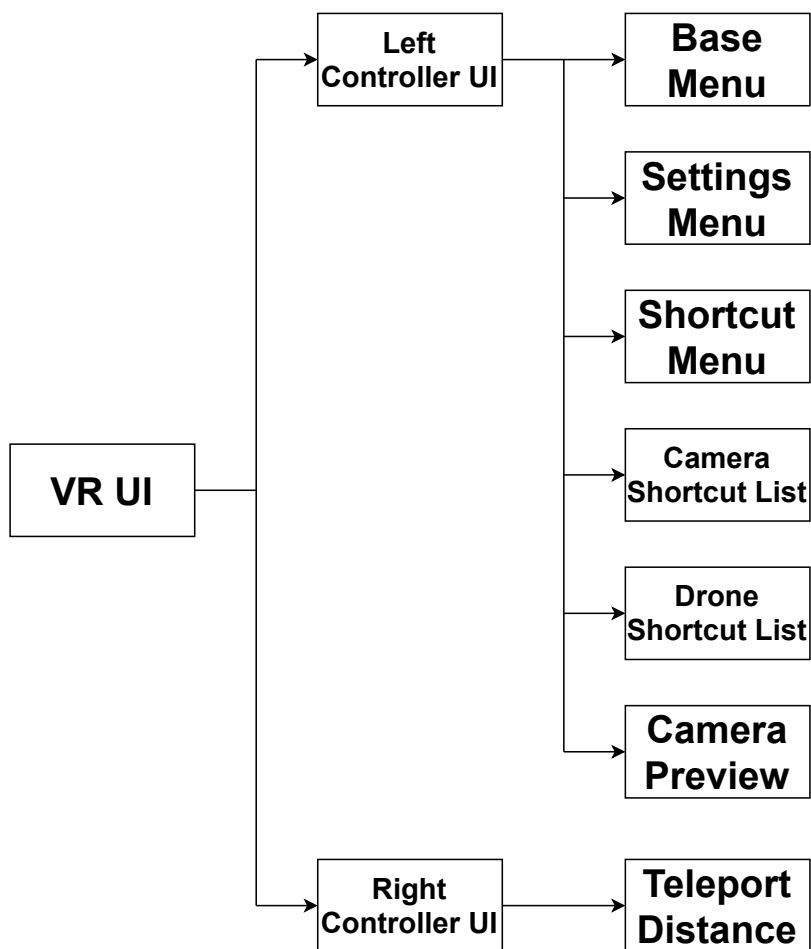 Left
Controller UI
Base
Menu
Settings
Menu
Shortcut
Menu
Camera
Shortcut List
VR UI
Drone
Shortcut List
Camera
Preview
Right
Controller UI
Teleport
Distance